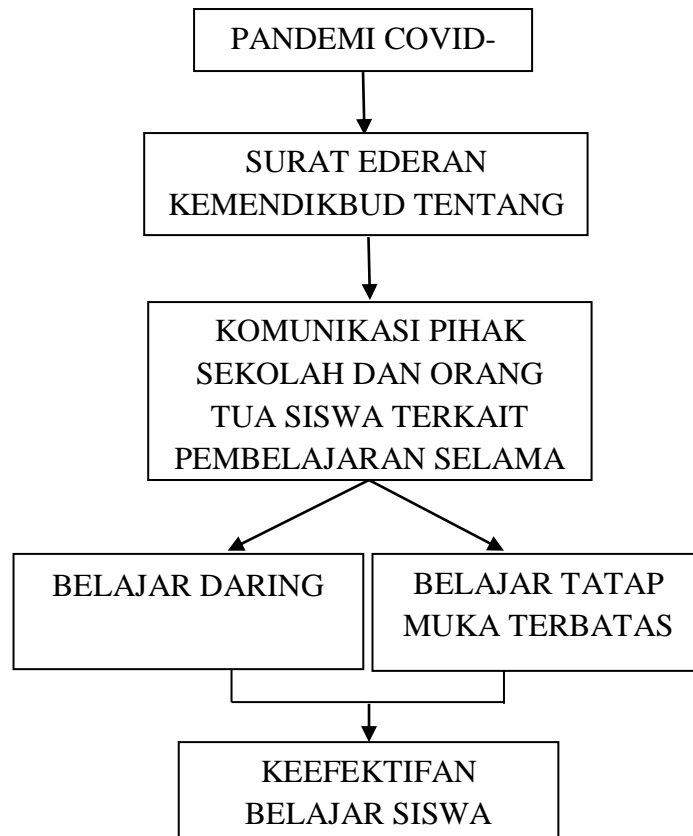 PANDEMI COVID-
SURAT EDERAN
KEMENDIKBUD TENTANG
KOMUNIKASI PIHAK
SEKOLAH DAN ORANG
TUA SISWA TERKAIT
PEMBELAJARAN SELAMA
BELAJAR DARING
BELAJAR TATAP
MUKA TERBATAS
KEEFEKTIFAN
BELAJAR SISWA